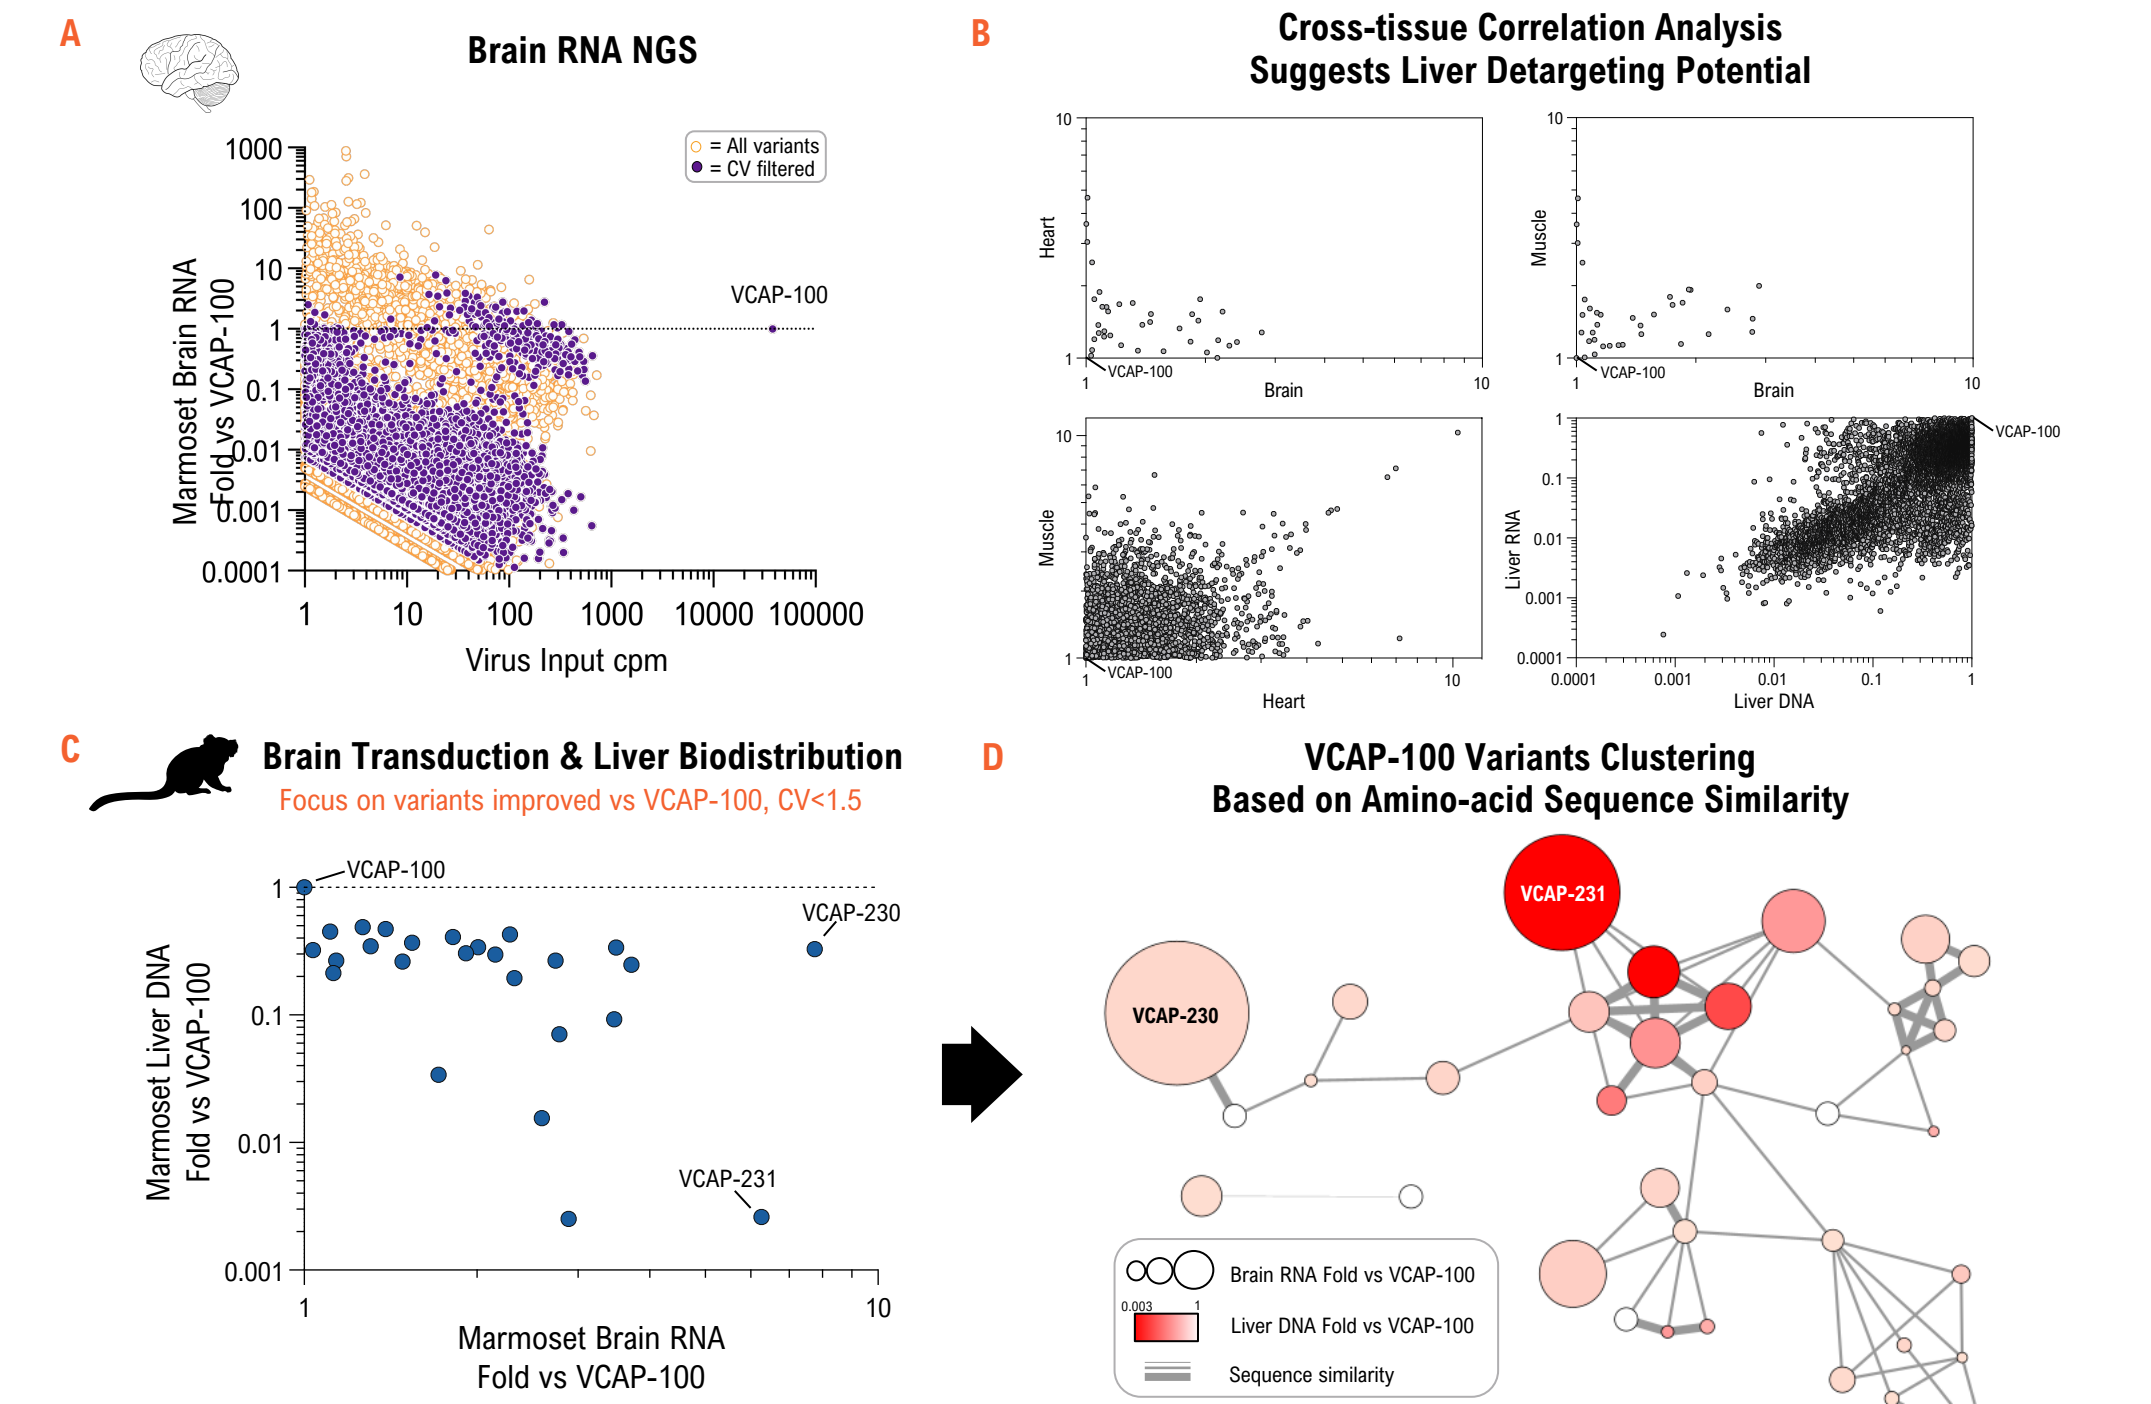 A
Brain RNA NGS
= All variants
= CV filtered
Marmoset Brain RNA
Fold vs VCAP-100
1000
100
10
1
0.1
0.01
0.001
0.0001
VCAP-100
1 10 100 1000 10000 100000
Virus Input cpm
B
Cross-tissue Correlation Analysis
Suggests Liver Detargeting Potential
10
Heart
1
VCAP-100
1 Brain 10
10
Muscle
1
VCAP-100
1 Brain 10
10
Muscle
1
VCAP-100
1 10
Heart
1
0.1
0.01
0.001
0.0001
Liver RNA
VCAP-100
0.0001 0.001 0.01 0.1 1
Liver DNA
C
Brain Transduction & Liver Biodistribution
Focus on variants improved vs VCAP-100, CV<1.5
Marmoset Liver DNA
Fold vs VCAP-100
1
0.1
0.01
0.001
VCAP-100
VCAP-230
VCAP-231
1 10
Marmoset Brain RNA
Fold vs VCAP-100
D
VCAP-100 Variants Clustering
Based on Amino-acid Sequence Similarity
VCAP-231
VCAP-230
Brain RNA Fold vs VCAP-100
0.003 1
Liver DNA Fold vs VCAP-100
Sequence similarity